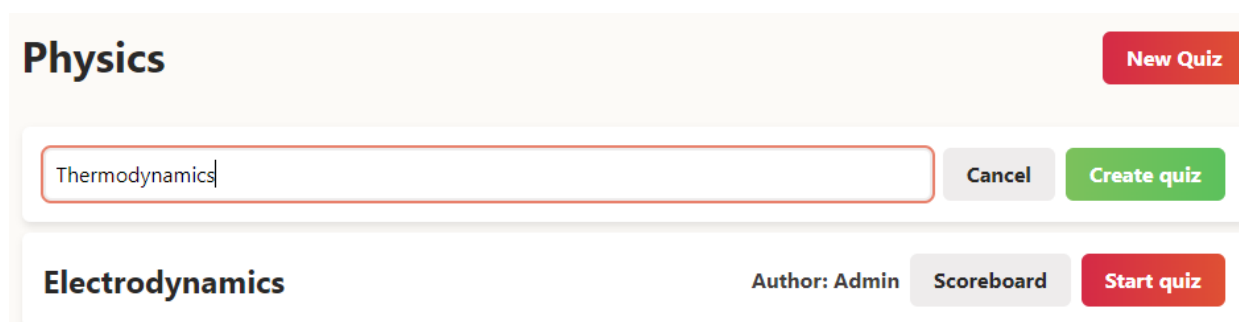 Physics New Quiz
Thermodynamics Cancel Create quiz
Electrodynamics Author: Admin Scoreboard Start quiz